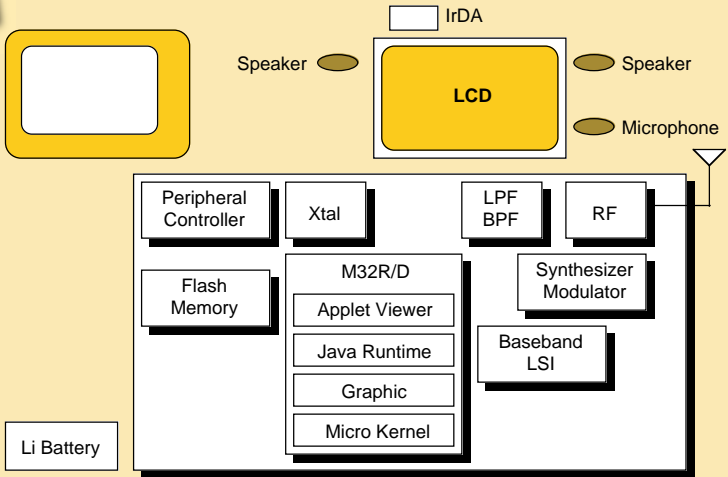 IrDA
Speaker
LCD
Speaker
Microphone
Peripheral
Controller
Xtal
LPF
BPF
RF
Flash
Memory
M32R/D
Applet Viewer
Java Runtime
Graphic
Micro Kernel
Synthesizer
Modulator
Baseband
LSI
Li Battery